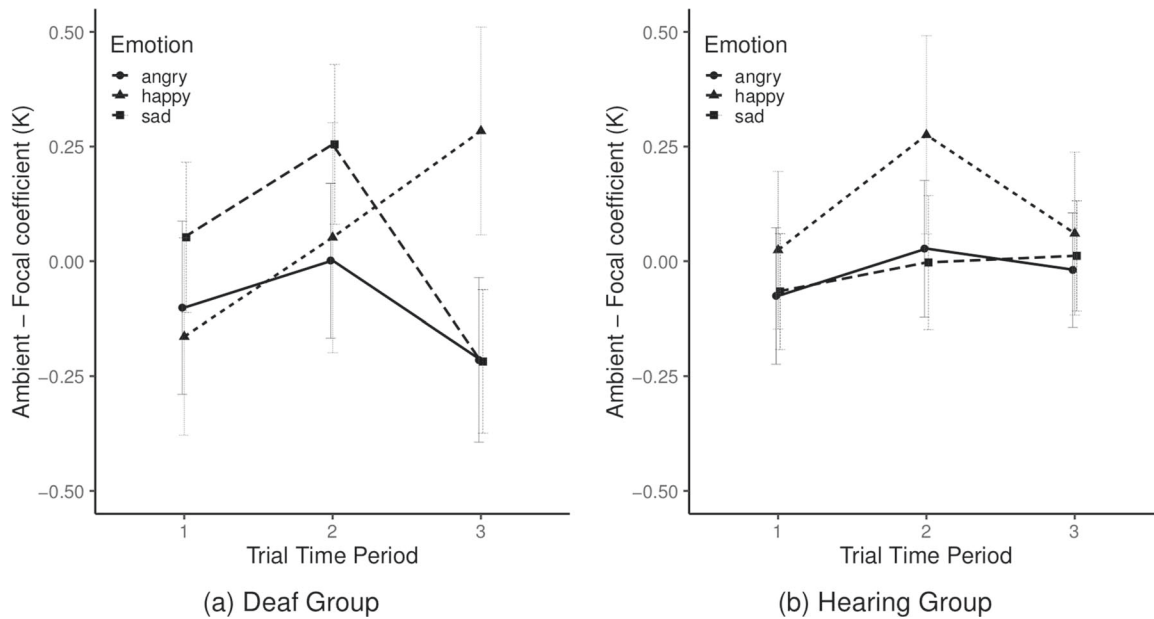 Ambient – Focal coefficient (K)
0.50
0.25
0.00
−0.25
−0.50
Emotion
angry
happy
sad
1 2 3
Trial Time Period
(a) Deaf Group
Ambient – Focal coefficient (K)
0.50
0.25
0.00
−0.25
−0.50
Emotion
angry
happy
sad
1 2 3
Trial Time Period
(b) Hearing Group